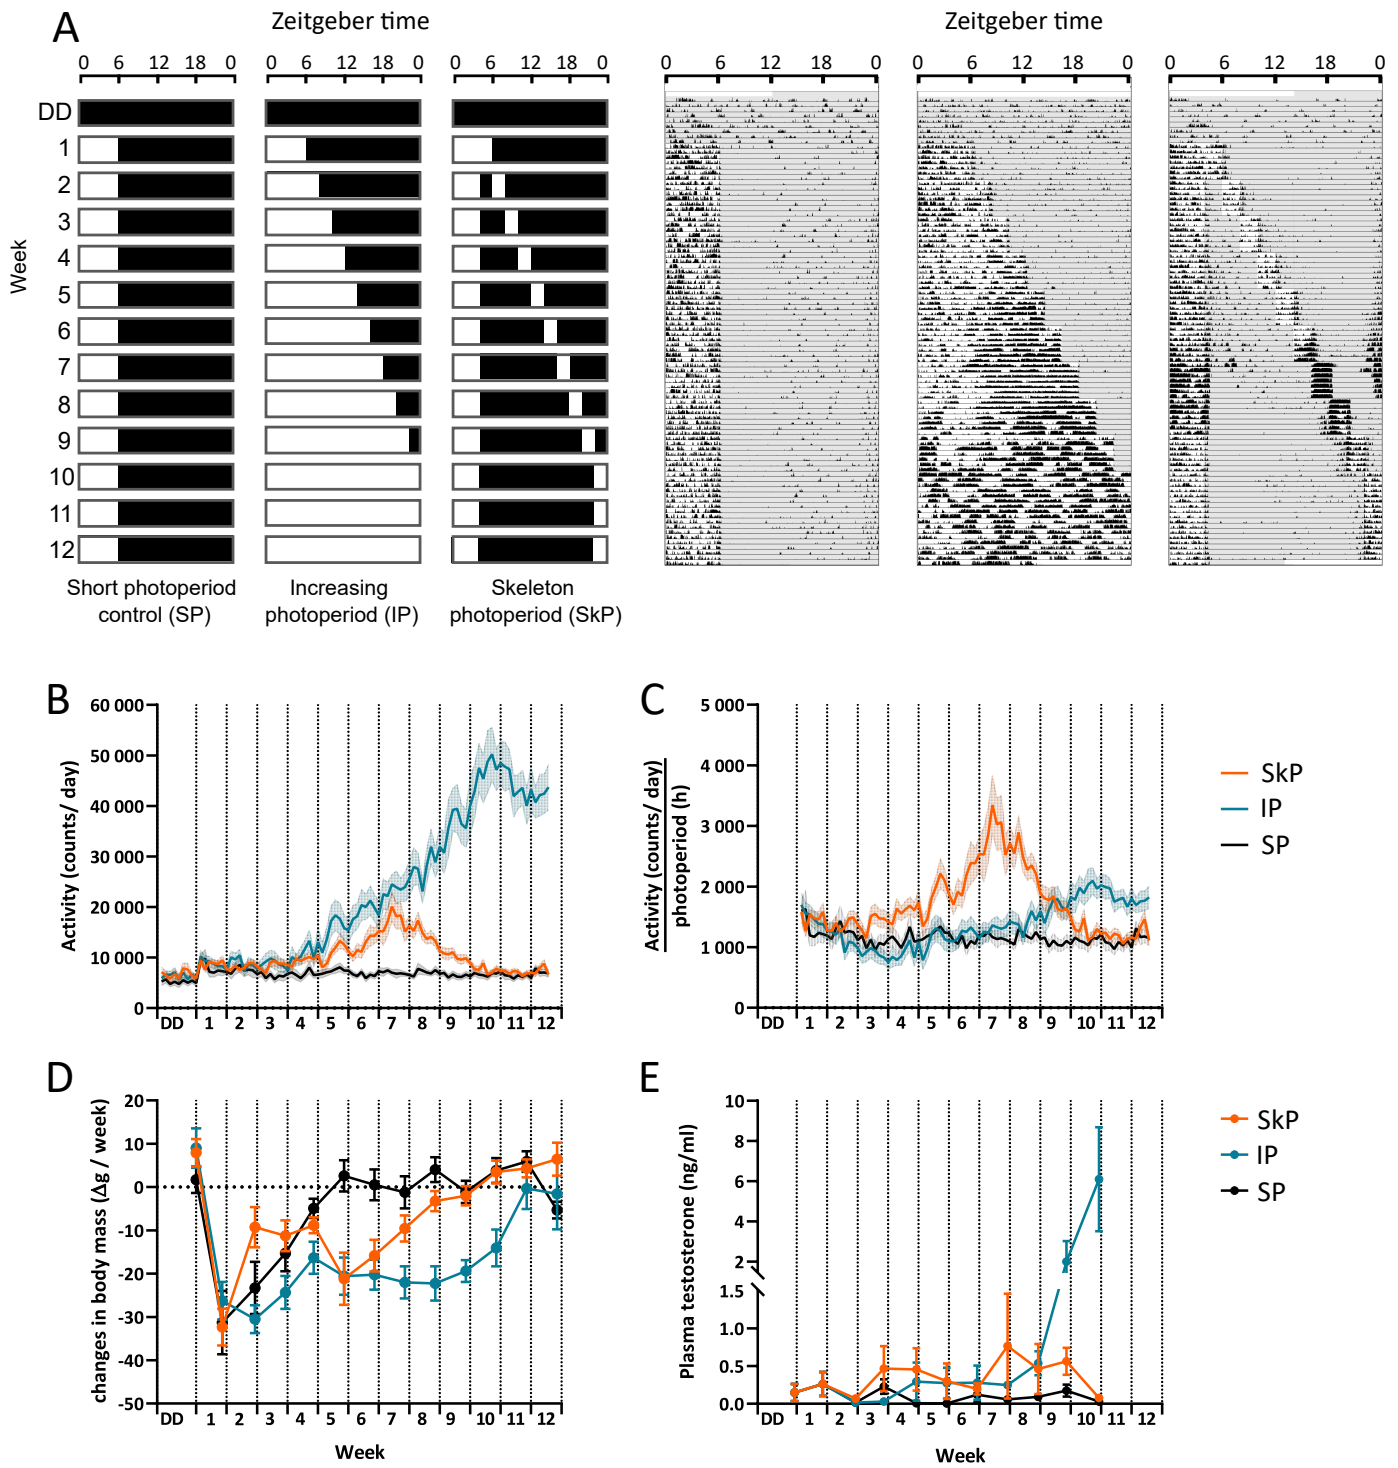 A
Zeitgeber time
Zeitgeber time
0 6 12 18 0
0 6 12 18 0
0 6 12 18 0
0 6 12 18 0
0 6 12 18 0
0 6 12 18 0
DD
1
2
3
4
5
6
7
8
9
10
11
12
Week
Short photoperiod
control (SP)
Increasing
photoperiod (IP)
Skeleton
photoperiod (SkP)
B
60 000
50 000
40 000
30 000
20 000
10 000
0
Activity (counts/ day)
DD 1 2 3 4 5 6 7 8 9 10 11 12
C
5 000
4 000
3 000
2 000
1 000
0
Activity (counts/ day)
photoperiod (h)
DD 1 2 3 4 5 6 7 8 9 10 11 12
SkP
IP
SP
D
20
10
0
-10
-20
-30
-40
-50
changes in body mass (Δg / week)
DD 1 2 3 4 5 6 7 8 9 10 11 12
Week
E
10
8
6
4
2
1.5
1.0
0.5
0.0
Plasma testosterone (ng/ml)
DD 1 2 3 4 5 6 7 8 9 10 11 12
Week
SkP
IP
SP